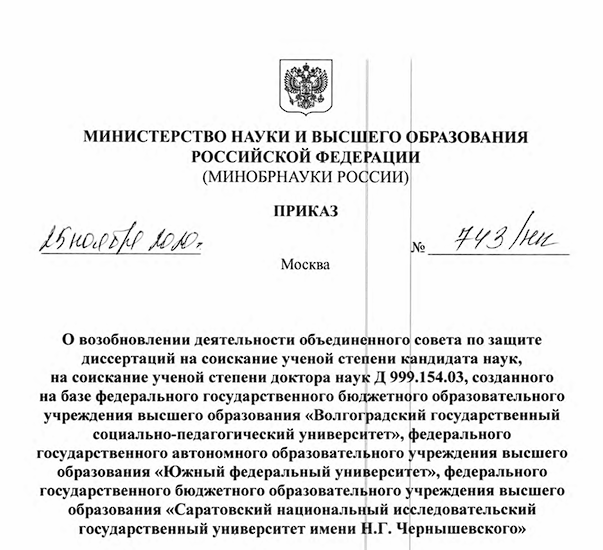 МИНИСТЕРСТВО НАУКИ И ВЫСШЕГО ОБРАЗОВАНИЯ
РОССИЙСКОЙ ФЕДЕРАЦИИ
(МИНОБРНАУКИ РОССИИ)
ПРИКАЗ
25 ноября 2020 г. № 743/нк
Москва
О возобновлении деятельности объединенного совета по защите
диссертаций на соискание ученой степени кандидата наук,
на соискание ученой степени доктора наук Д 999.154.03, созданного
на базе федерального государственного бюджетного образовательного
учреждения высшего образования «Волгоградский государственный
социально-педагогический университет», федерального
государственного автономного образовательного учреждения высшего
образования «Южный федеральный университет», федерального
государственного бюджетного образовательного учреждения высшего
образования «Саратовский национальный исследовательский
государственный университет имени Н.Г. Чернышевского»